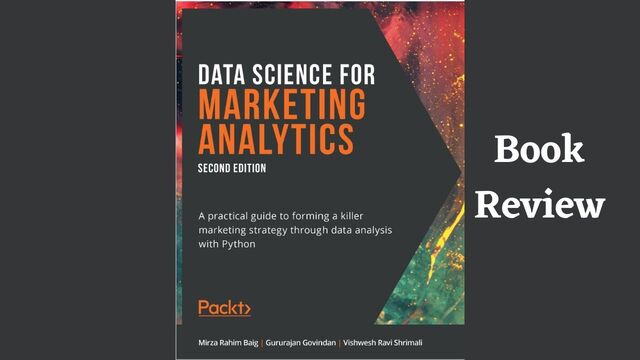 DATA SCIENCE FOR
MARKETING
ANALYTICS
SECOND EDITION
A practical guide to forming a killer
marketing strategy through data analysis
with Python
Packt>
Mirza Rahim Baig | Gururajan Govindan | Vishwesh Ravi Shrimali
Book
Review